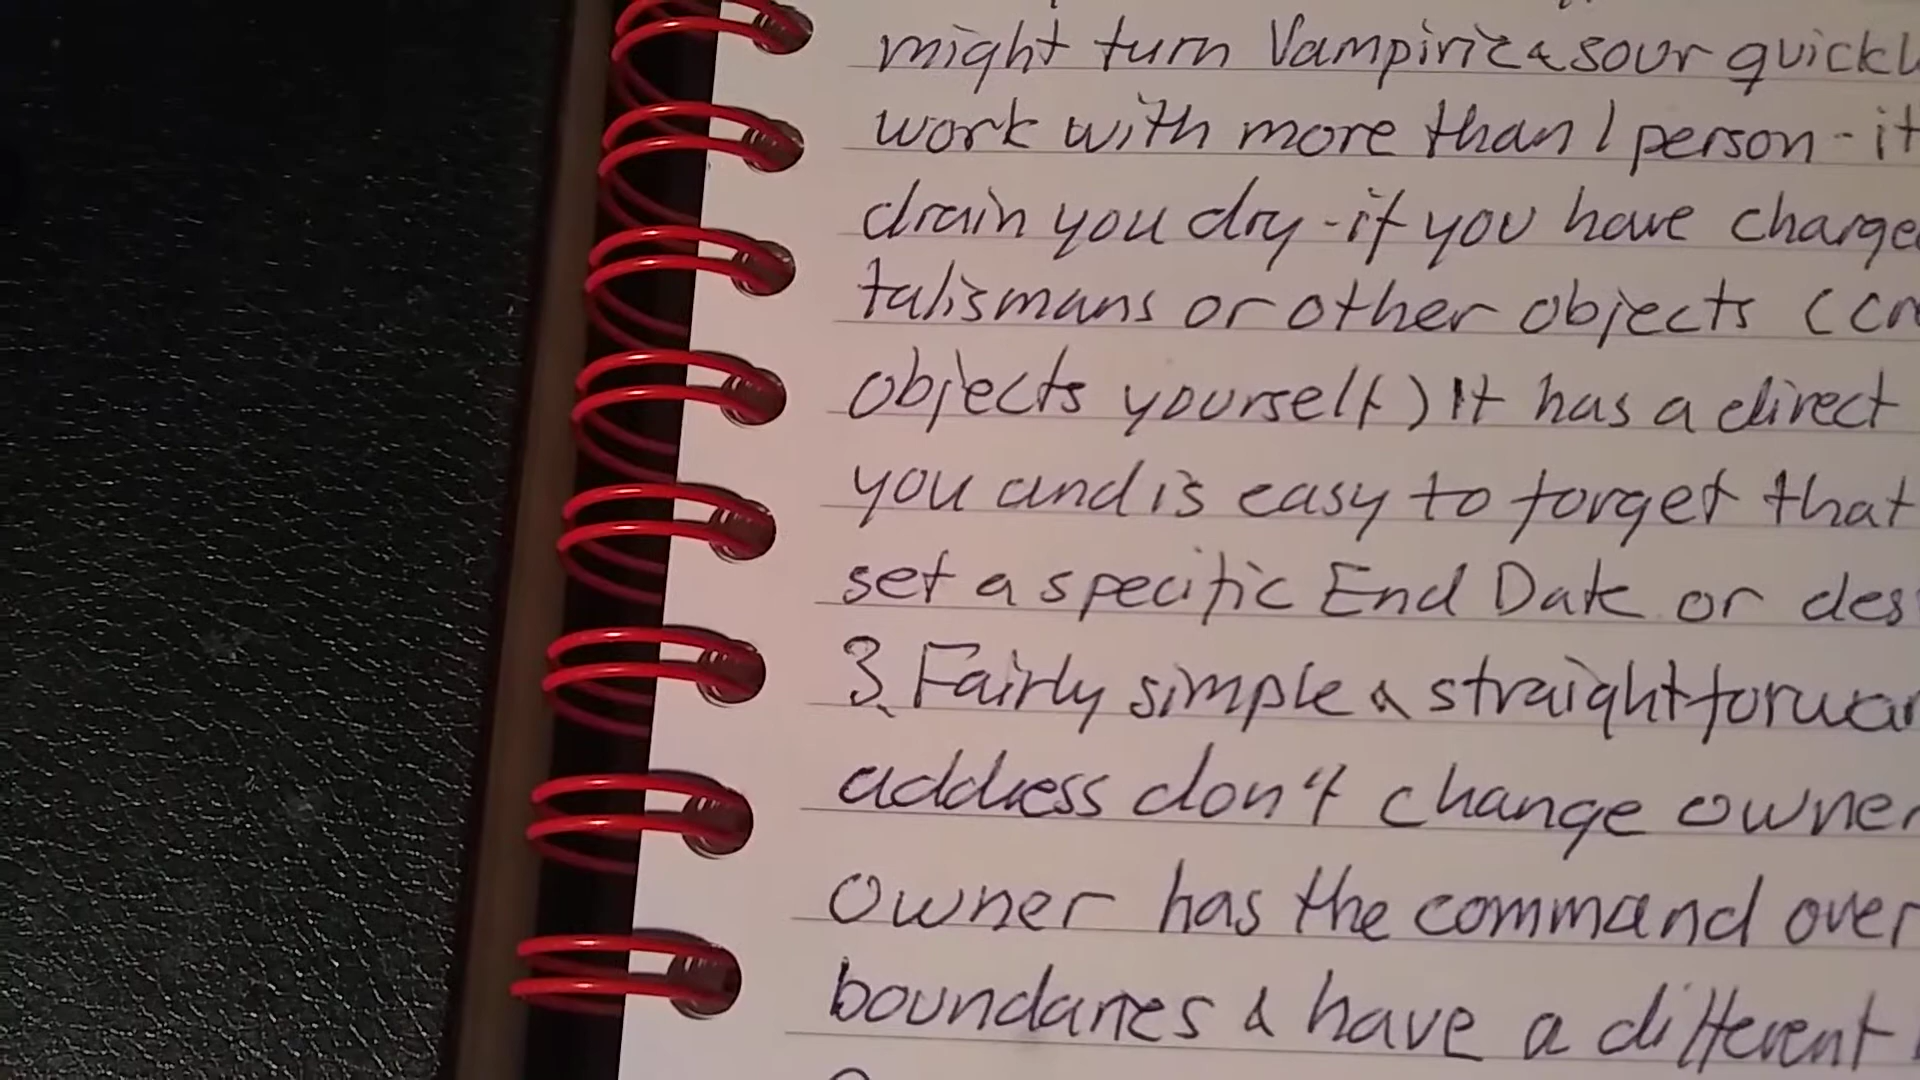 might turn Vampiric & sour quickl
work with more than 1 person - it
drain you dry - if you have charge
talismans or other objects (cr
objects yourself) It has a direct
you and is easy to forget that
set a specific End Date or des
3. Fairly simple & straightforwar
address don't change owner
owner has the command over
boundaries & have a different